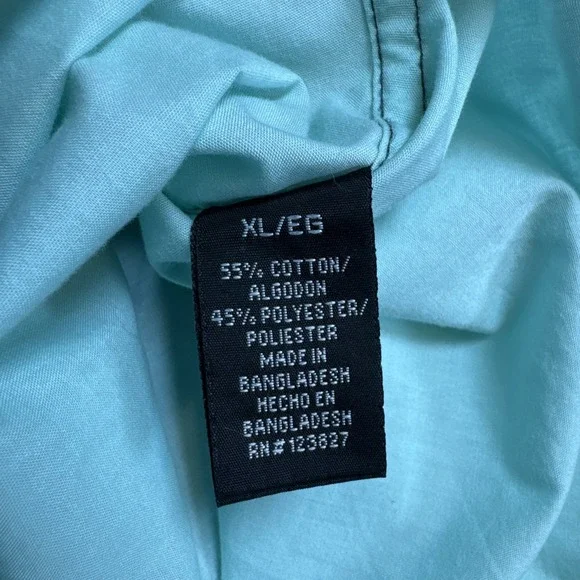 XL/EG
55% COTTON/
ALGODON
45% POLYESTER/
POLIESTER
MADE IN
BANGLADESH
HECHO EN
BANGLADESH
RN# 123827